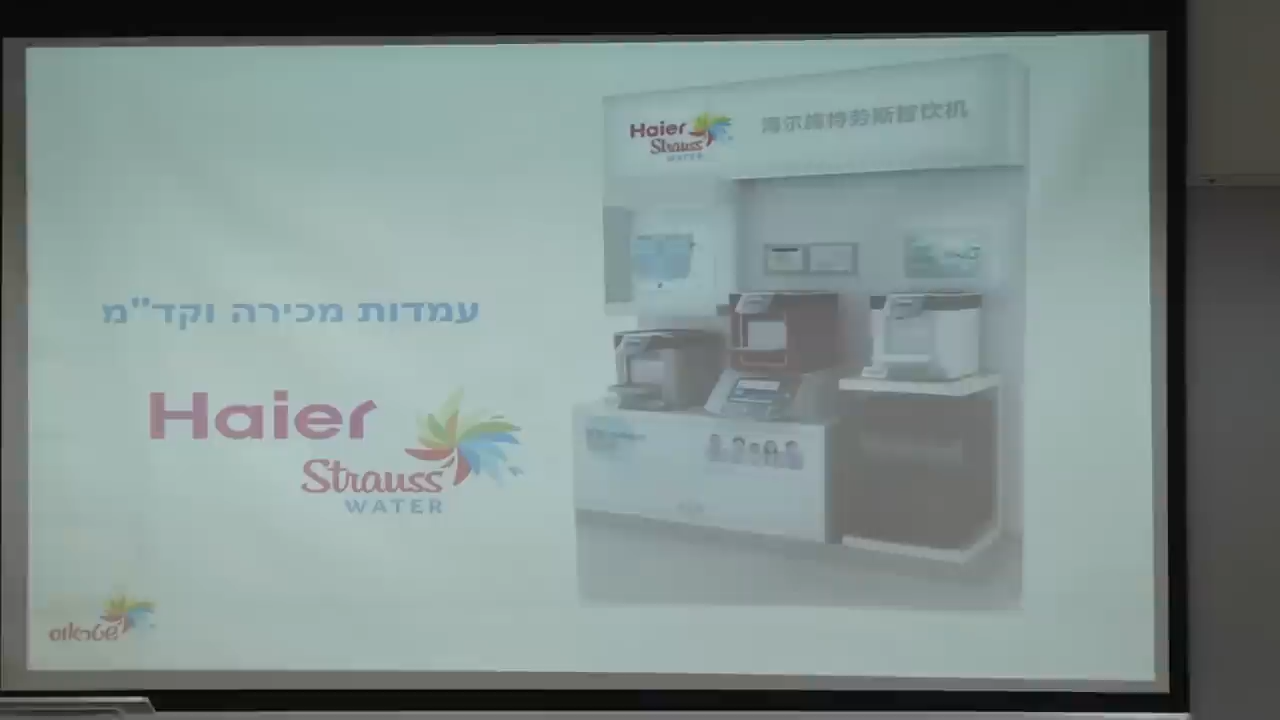 עמדות מכירה וקד"מ
Haier
Strauss
WATER
Haier
Strauss
WATER
海尔施特劳斯智饮机
שטראוס